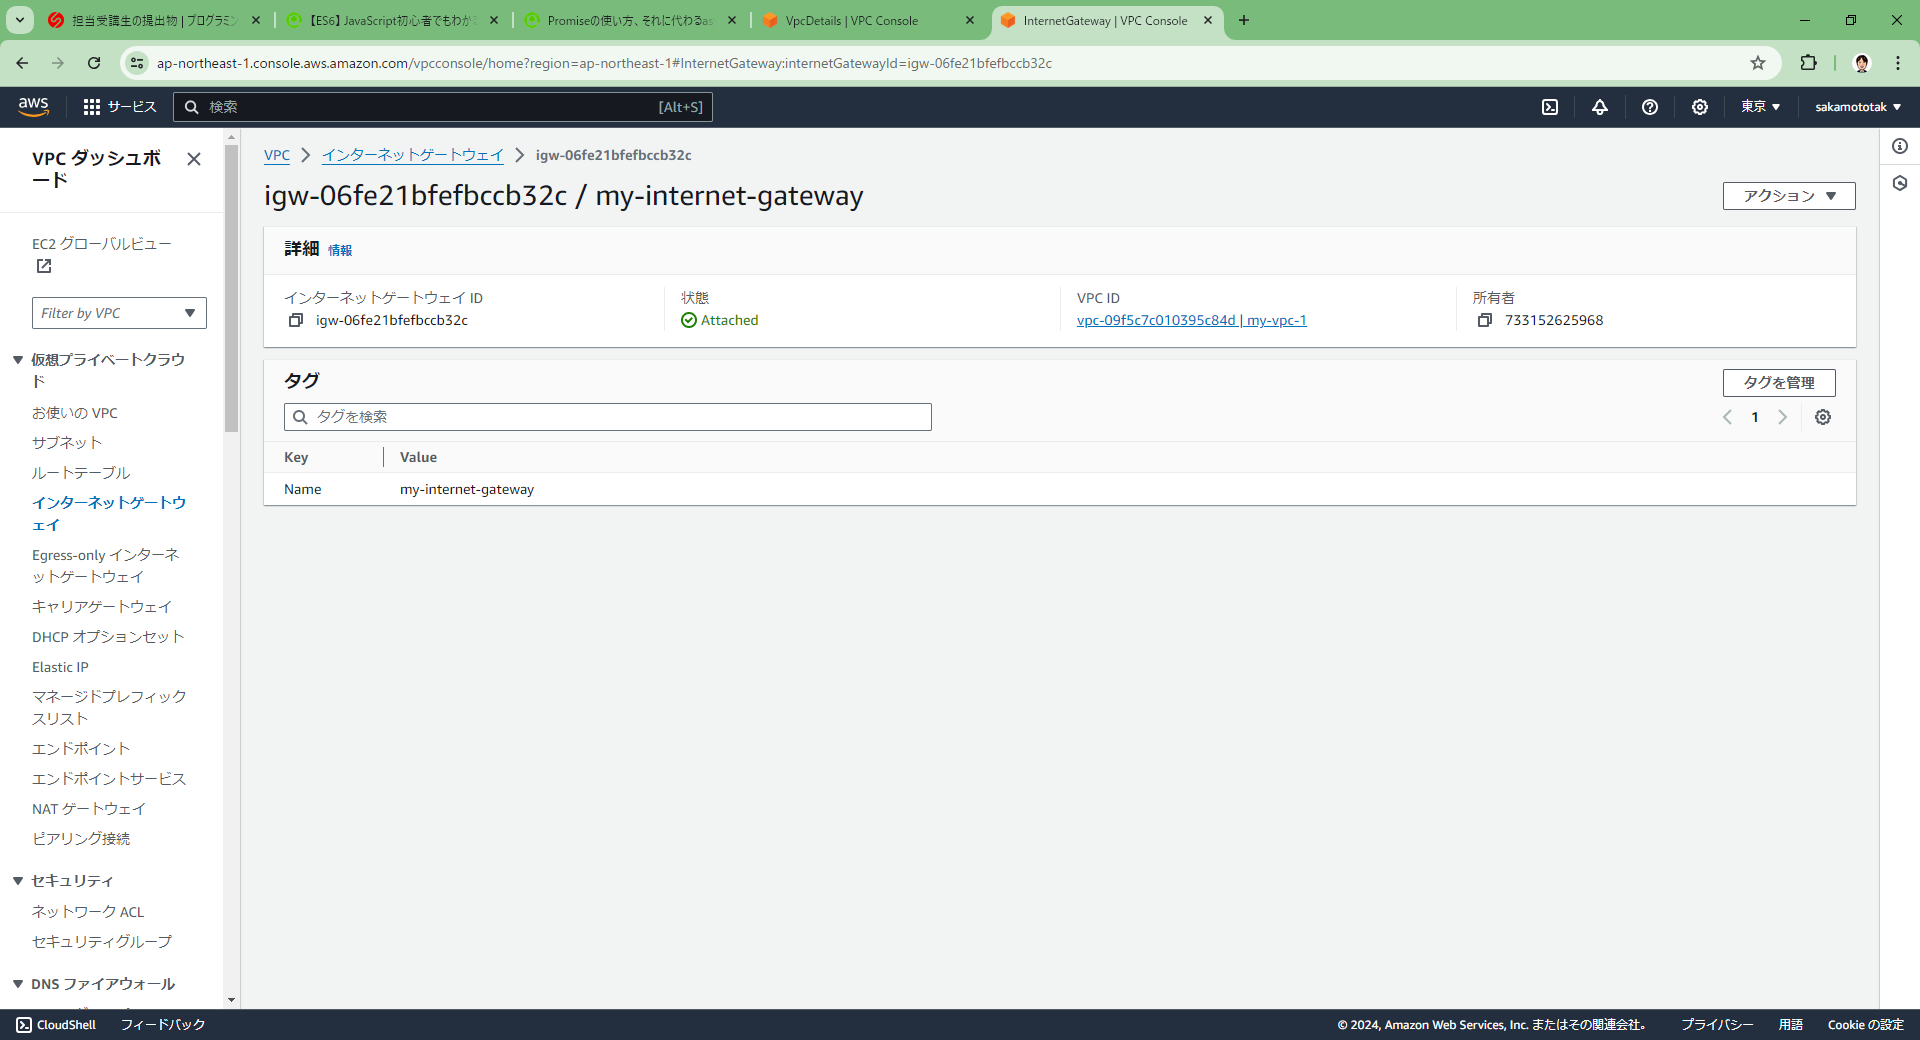 担当受講生の提出物 | プログラミン
【ES6】 JavaScript初心者でもわかる
Promiseの使い方、それに代わるas
VpcDetails | VPC Console
InternetGateway | VPC Console
ap-northeast-1.console.aws.amazon.com/vpcconsole/home?region=ap-northeast-1#InternetGateway:internetGatewayId=igw-06fe21bfefbccb32c
aws
サービス
検索
[Alt+S]
東京
sakamototak
VPC ダッシュボ
ード
EC2 グローバルビュー
Filter by VPC
仮想プライベートクラウ
ド
お使いの VPC
サブネット
ルートテーブル
インターネットゲートウ
ェイ
Egress-only インターネ
ットゲートウェイ
キャリアゲートウェイ
DHCP オプションセット
Elastic IP
マネージドプレフィック
スリスト
エンドポイント
エンドポイントサービス
NAT ゲートウェイ
ピアリング接続
セキュリティ
ネットワーク ACL
セキュリティグループ
DNS ファイアウォール
VPC
インターネットゲートウェイ
igw-06fe21bfefbccb32c
igw-06fe21bfefbccb32c / my-internet-gateway
アクション
詳細 情報
インターネットゲートウェイ ID
igw-06fe21bfefbccb32c
状態
Attached
VPC ID
vpc-09f5c7c010395c84d | my-vpc-1
所有者
733152625968
タグ
タグを管理
タグを検索
1
Key
Value
Name
my-internet-gateway
CloudShell
フィードバック
© 2024, Amazon Web Services, Inc. またはその関連会社。
プライバシー
用語
Cookie の設定